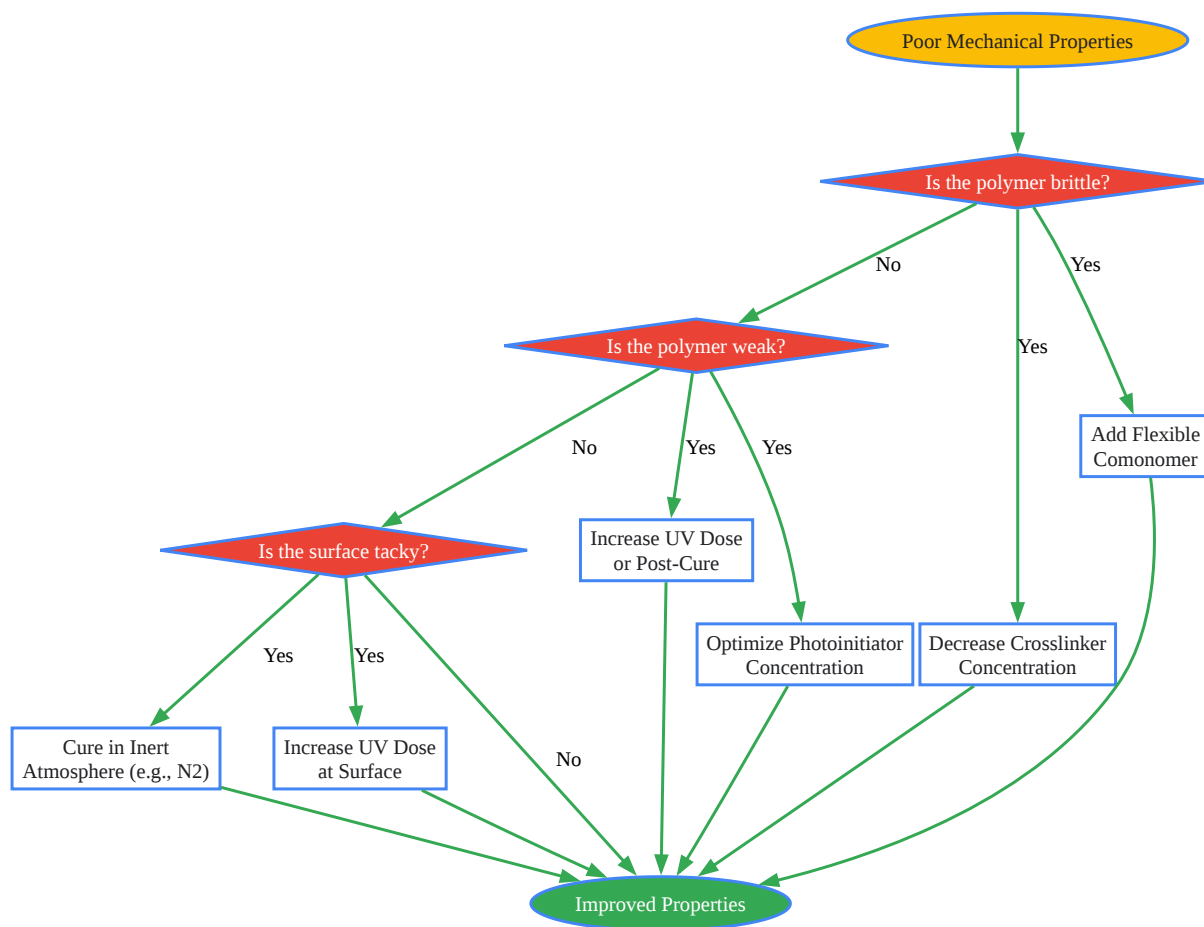 Poor Mechanical Properties
Is the polymer brittle?
No
Yes
Yes
Is the polymer weak?
Add Flexible
Comonomer
No
Yes
Yes
Is the surface tacky?
Increase UV Dose
or Post-Cure
Optimize Photoinitiator
Concentration
Decrease Crosslinker
Concentration
Yes
Yes
No
Cure in Inert
Atmosphere (e.g., N2)
Increase UV Dose
at Surface
Improved Properties